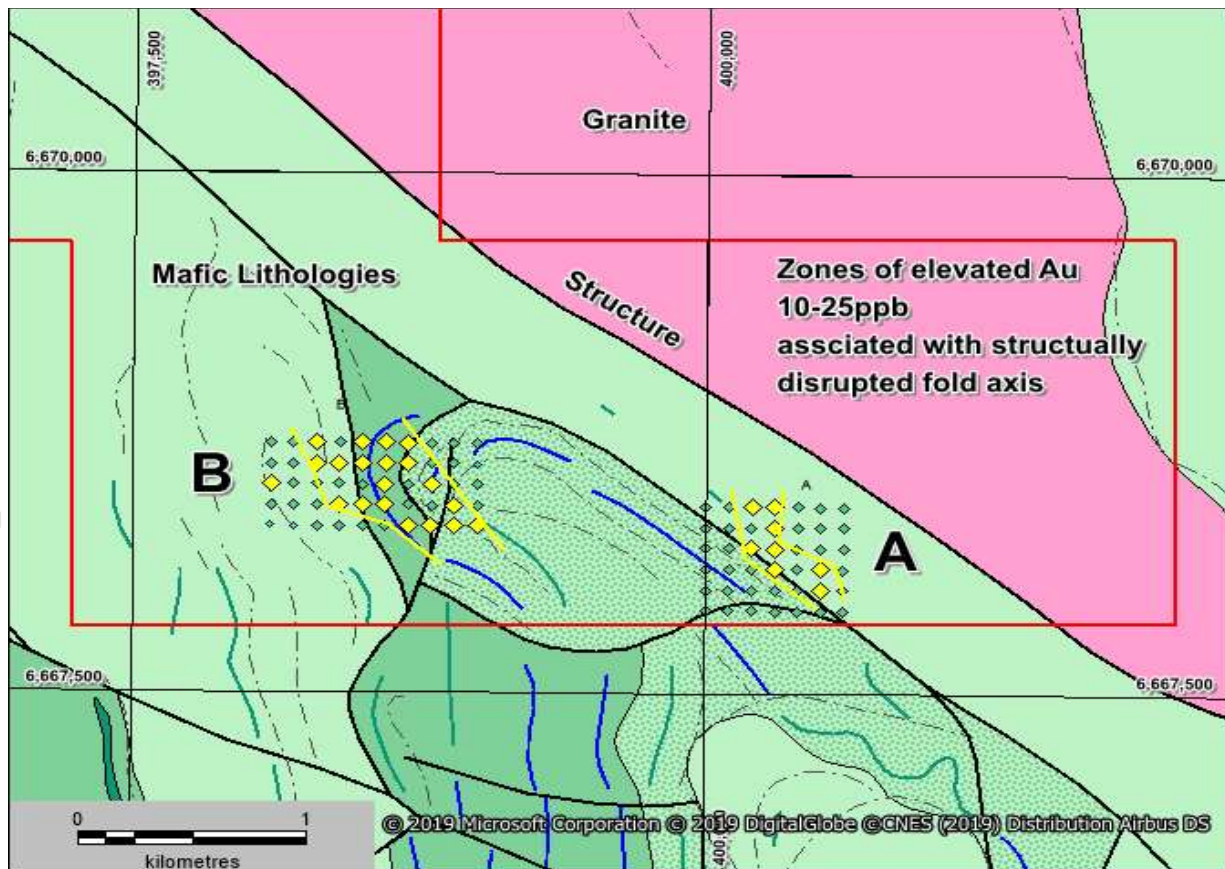 397,500
400,000
Granite
6,670,000
6,670,000
Mafic Lithologies
Structure
Zones of elevated Au
10-25ppb
assciated with structually
disrupted fold axis
B
B
A
A
6,667,500
6,667,500
0 1
kilometres
400,0
© 2019 Microsoft Corporation © 2019 DigitalGlobe ©CNES (2019) Distribution Airbus DS